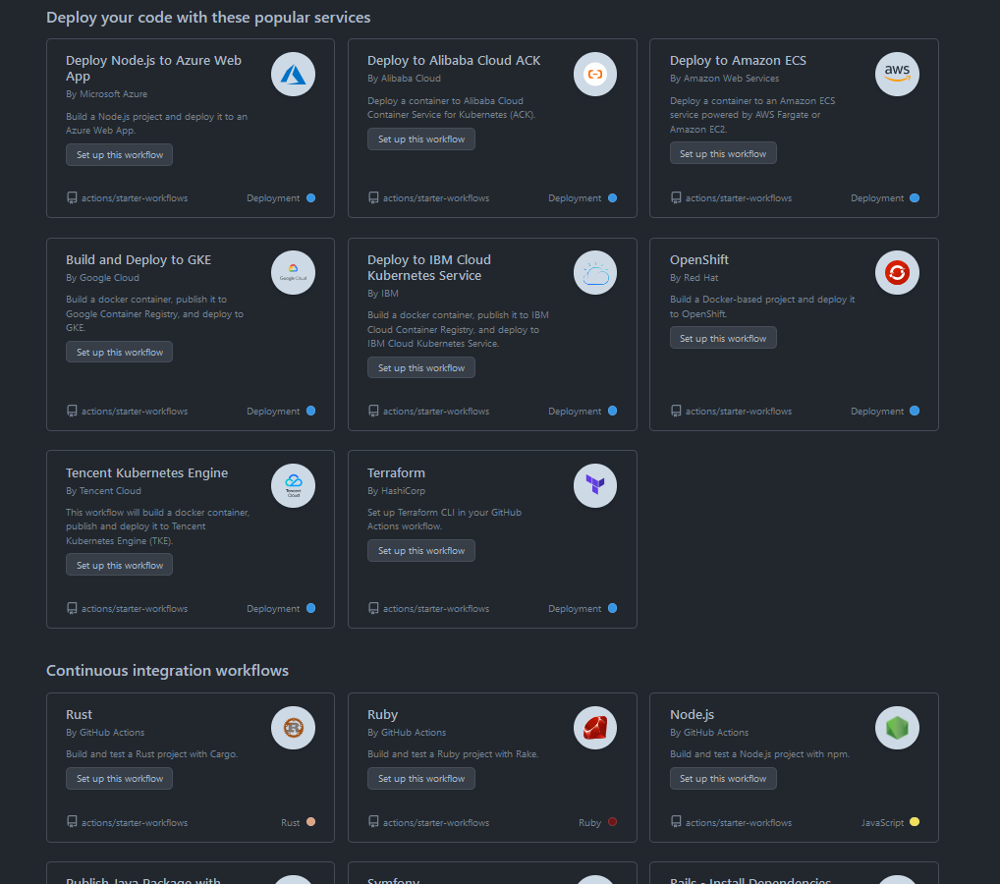 Deploy your code with these popular services
Deploy Node.js to Azure Web
App
By Microsoft Azure
Build a Node.js project and deploy it to an
Azure Web App.
Set up this workflow
actions/starter-workflows
Deployment
Deploy to Alibaba Cloud ACK
By Alibaba Cloud
Deploy a container to Alibaba Cloud
Container Service for Kubernetes (ACK).
Set up this workflow
actions/starter-workflows
Deployment
Deploy to Amazon ECS
By Amazon Web Services
aws
Deploy a container to an Amazon ECS
service powered by AWS Fargate or
Amazon EC2.
Set up this workflow
actions/starter-workflows
Deployment
Build and Deploy to GKE
By Google Cloud
Google Cloud
Build a docker container, publish it to
Google Container Registry, and deploy to
GKE.
Set up this workflow
actions/starter-workflows
Deployment
Deploy to IBM Cloud
Kubernetes Service
By IBM
Build a docker container, publish it to IBM
Cloud Container Registry, and deploy to
IBM Cloud Kubernetes Service.
Set up this workflow
actions/starter-workflows
Deployment
OpenShift
By Red Hat
Build a Docker-based project and deploy it
to OpenShift.
Set up this workflow
actions/starter-workflows
Deployment
Tencent Kubernetes Engine
By Tencent Cloud
Tencent
Cloud
This workflow will build a docker container,
publish and deploy it to Tencent
Kubernetes Engine (TKE).
Set up this workflow
actions/starter-workflows
Deployment
Terraform
By HashiCorp
Set up Terraform CLI in your GitHub
Actions workflow.
Set up this workflow
actions/starter-workflows
Deployment
Continuous integration workflows
Rust
By GitHub Actions
Build and test a Rust project with Cargo.
Set up this workflow
actions/starter-workflows
Rust
Ruby
By GitHub Actions
Build and test a Ruby project with Rake.
Set up this workflow
actions/starter-workflows
Ruby
Node.js
By GitHub Actions
Build and test a Node.js project with npm.
Set up this workflow
actions/starter-workflows
JavaScript
Publish Java Package with
Symfony
Rails - Install Dependencies